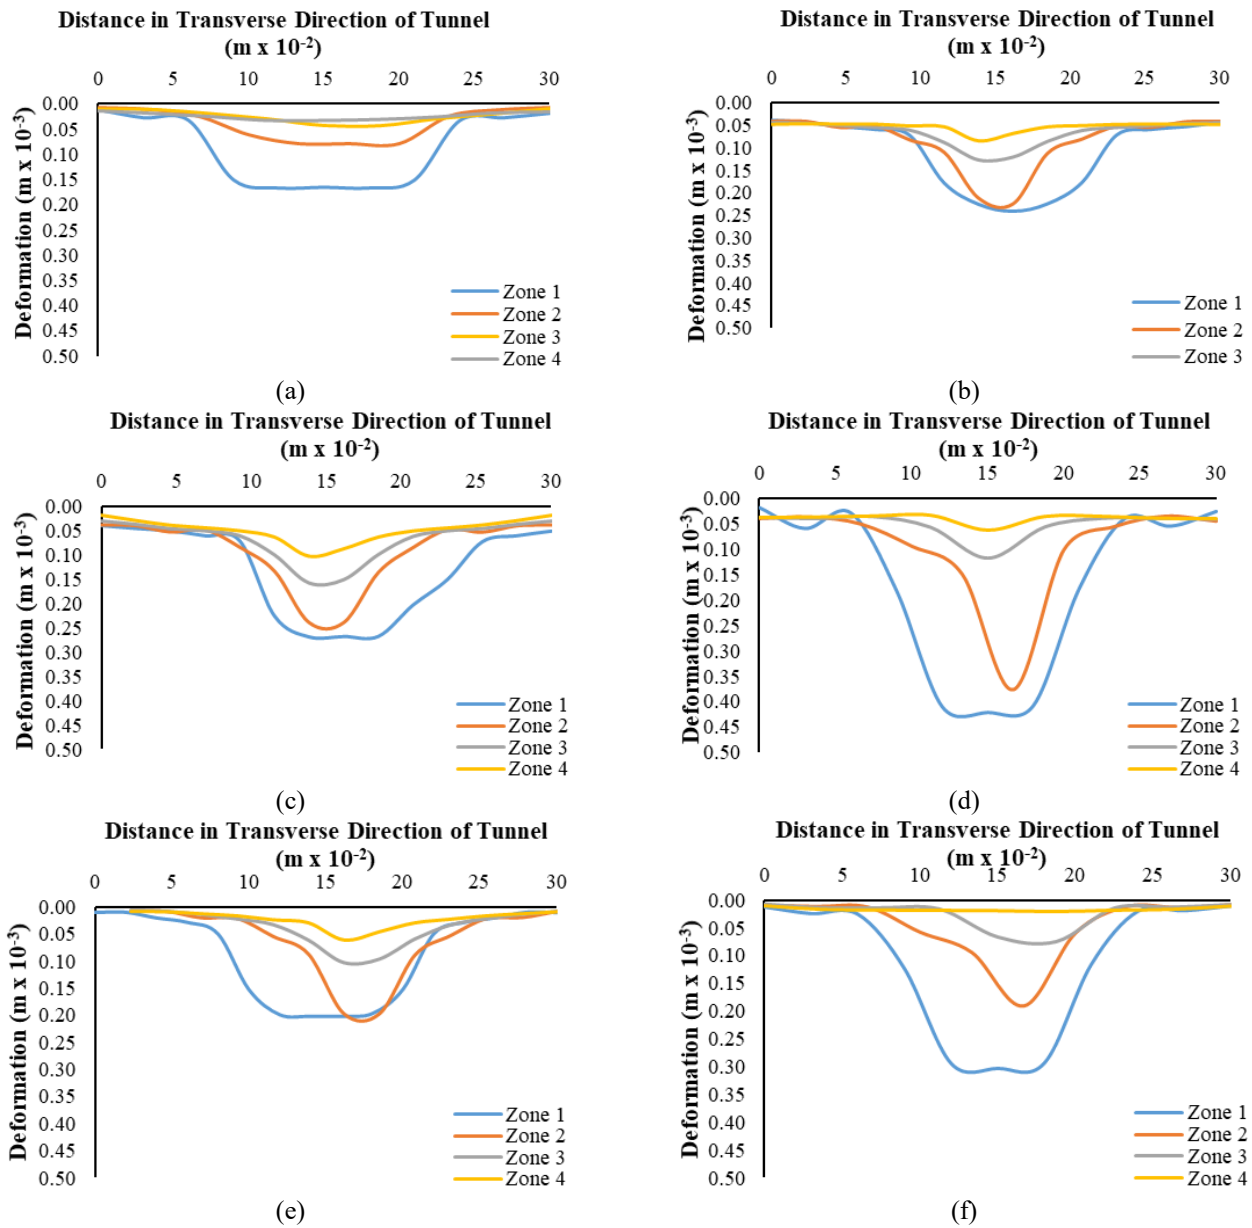 Distance in Transverse Direction of Tunnel
(m x 10-2)
0 5 10 15 20 25 30
Deformation (m x 10-3)
0.00
0.05
0.10
0.15
0.20
0.25
0.30
0.35
0.40
0.45
0.50
Zone 1
Zone 2
Zone 3
Zone 4
(a)
Distance in Transverse Direction of Tunnel
(m x 10-2)
0 5 10 15 20 25 30
Deformation (m x 10-3)
0.00
0.05
0.10
0.15
0.20
0.25
0.30
0.35
0.40
0.45
0.50
Zone 1
Zone 2
Zone 3
(b)
Distance in Transverse Direction of Tunnel
(m x 10-2)
0 5 10 15 20 25 30
Deformation (m x 10-3)
0.00
0.05
0.10
0.15
0.20
0.25
0.30
0.35
0.40
0.45
0.50
Zone 1
Zone 2
Zone 3
Zone 4
(c)
Distance in Transverse Direction of Tunnel
(m x 10-2)
0 5 10 15 20 25 30
Deformation (m x 10-3)
0.00
0.05
0.10
0.15
0.20
0.25
0.30
0.35
0.40
0.45
0.50
Zone 1
Zone 2
Zone 3
Zone 4
(d)
Distance in Transverse Direction of Tunnel
(m x 10-2)
0 5 10 15 20 25 30
Deformation (m x 10-3)
0.00
0.05
0.10
0.15
0.20
0.25
0.30
0.35
0.40
0.45
0.50
Zone 1
Zone 2
Zone 3
Zone 4
(e)
Distance in Transverse Direction of Tunnel
(m x 10-2)
0 5 10 15 20 25 30
Deformation (m x 10-3)
0.00
0.05
0.10
0.15
0.20
0.25
0.30
0.35
0.40
0.45
0.50
Zone 1
Zone 2
Zone 3
Zone 4
(f)